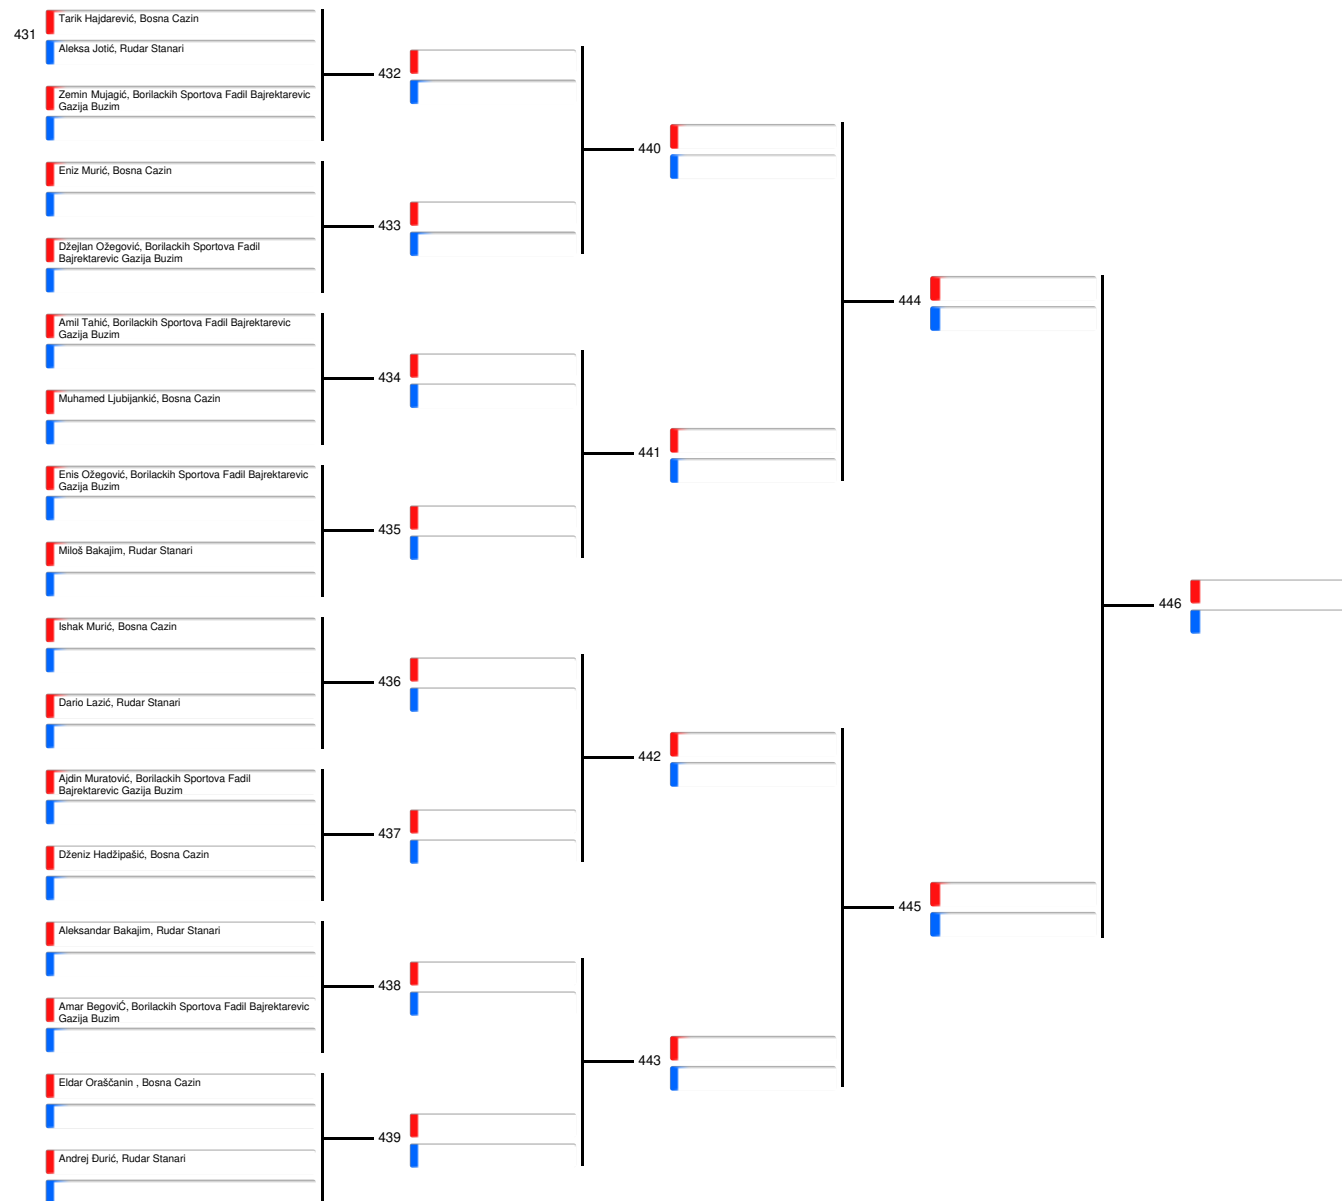 Tarik Hajdarević, Bosna Cazin
431
Aleksa Jotić, Rudar Stanari
432
Zemin Mujagić, Borilackih Sportova Fadil Bajrektarevic
Gazija Buzim
440
Eniz Murić, Bosna Cazin
433
Džejlan Ožegović, Borilackih Sportova Fadil
Bajrektarevic Gazija Buzim
444
Amil Tahić, Borilackih Sportova Fadil Bajrektarevic
Gazija Buzim
434
Muhamed Ljubijankić, Bosna Cazin
441
Enis Ožegović, Borilackih Sportova Fadil Bajrektarevic
Gazija Buzim
435
Miloš Bakajim, Rudar Stanari
446
Ishak Murić, Bosna Cazin
436
Dario Lazić, Rudar Stanari
442
Ajdin Muratović, Borilackih Sportova Fadil
Bajrektarevic Gazija Buzim
437
Dženiz Hadžipašić, Bosna Cazin
445
Aleksandar Bakajim, Rudar Stanari
438
Amar BegoviĆ, Borilackih Sportova Fadil Bajrektarevic
Gazija Buzim
443
Eldar Oraščanin , Bosna Cazin
439
Andrej Đurić, Rudar Stanari